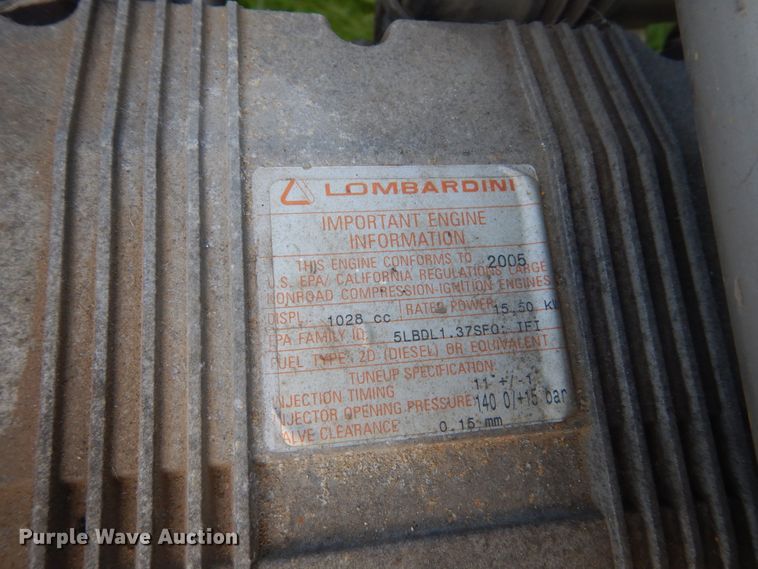 LOMBARDINI
IMPORTANT ENGINE
INFORMATION
THIS ENGINE CONFORMS TO 2005
U.S. EPA/ CALIFORNIA REGULATIONS LARGE
NONROAD COMPRESSION-IGNITION ENGINES
DISPL. 1028 cc RATED POWER 15,50 kW
EPA FAMILY ID. 5LBDL1.37SFO; IFI
FUEL TYPE: 2D (DIESEL) OR EQUIVALENT
TUNEUP SPECIFICATION
INJECTION TIMING 11°+/-1°
INJECTOR OPENING PRESSURE 140 0/+15 bar
VALVE CLEARANCE 0.15 mm
Purple Wave Auction